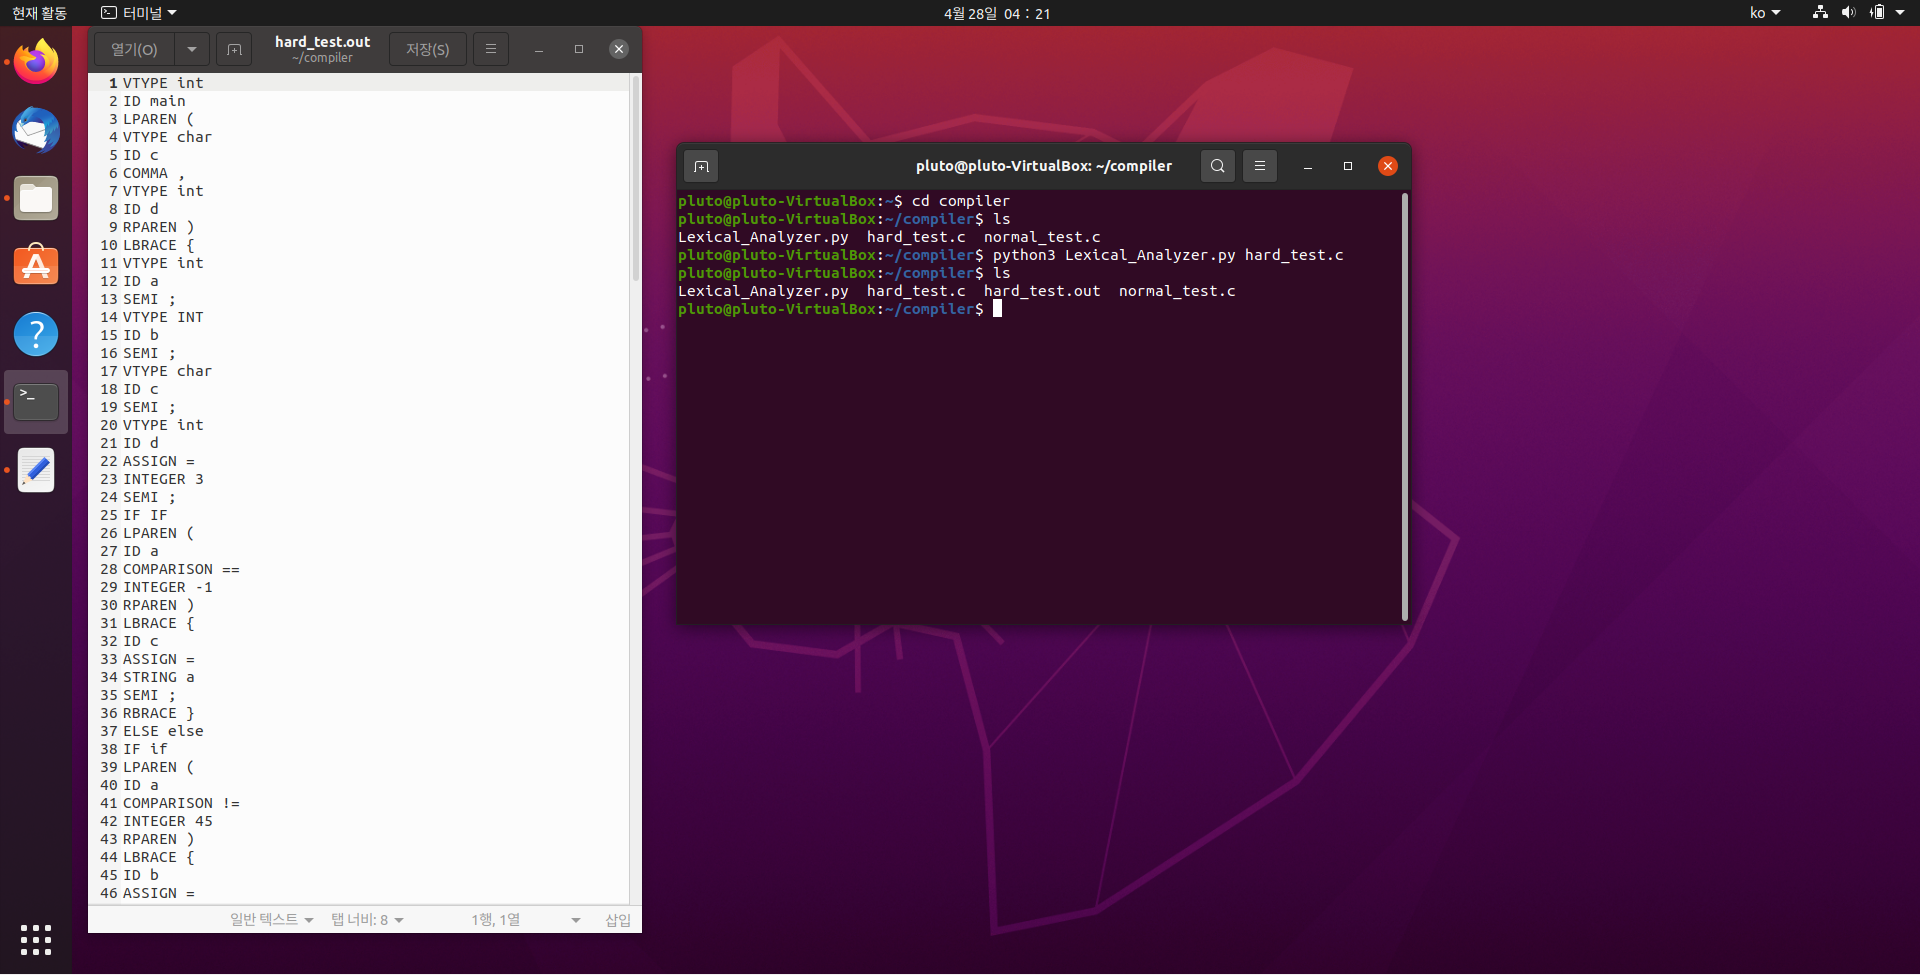 현재 활동
터미널
4월 28일 04 : 21
ko
열기(O)
hard_test.out
~/compiler
저장(S)
1 VTYPE int
2 ID main
3 LPAREN (
4 VTYPE char
5 ID c
6 COMMA ,
7 VTYPE int
8 ID d
9 RPAREN )
10 LBRACE {
11 VTYPE int
12 ID a
13 SEMI ;
14 VTYPE INT
15 ID b
16 SEMI ;
17 VTYPE char
18 ID c
19 SEMI ;
20 VTYPE int
21 ID d
22 ASSIGN =
23 INTEGER 3
24 SEMI ;
25 IF IF
26 LPAREN (
27 ID a
28 COMPARISON ==
29 INTEGER -1
30 RPAREN )
31 LBRACE {
32 ID c
33 ASSIGN =
34 STRING a
35 SEMI ;
36 RBRACE }
37 ELSE else
38 IF if
39 LPAREN (
40 ID a
41 COMPARISON !=
42 INTEGER 45
43 RPAREN )
44 LBRACE {
45 ID b
46 ASSIGN =
일반 텍스트 탭 너비: 8 1행, 1열 삽입
pluto@pluto-VirtualBox: ~/compiler
pluto@pluto-VirtualBox:~$ cd compiler
pluto@pluto-VirtualBox:~/compiler$ ls
Lexical_Analyzer.py hard_test.c normal_test.c
pluto@pluto-VirtualBox:~/compiler$ python3 Lexical_Analyzer.py hard_test.c
pluto@pluto-VirtualBox:~/compiler$ ls
Lexical_Analyzer.py hard_test.c hard_test.out normal_test.c
pluto@pluto-VirtualBox:~/compiler$